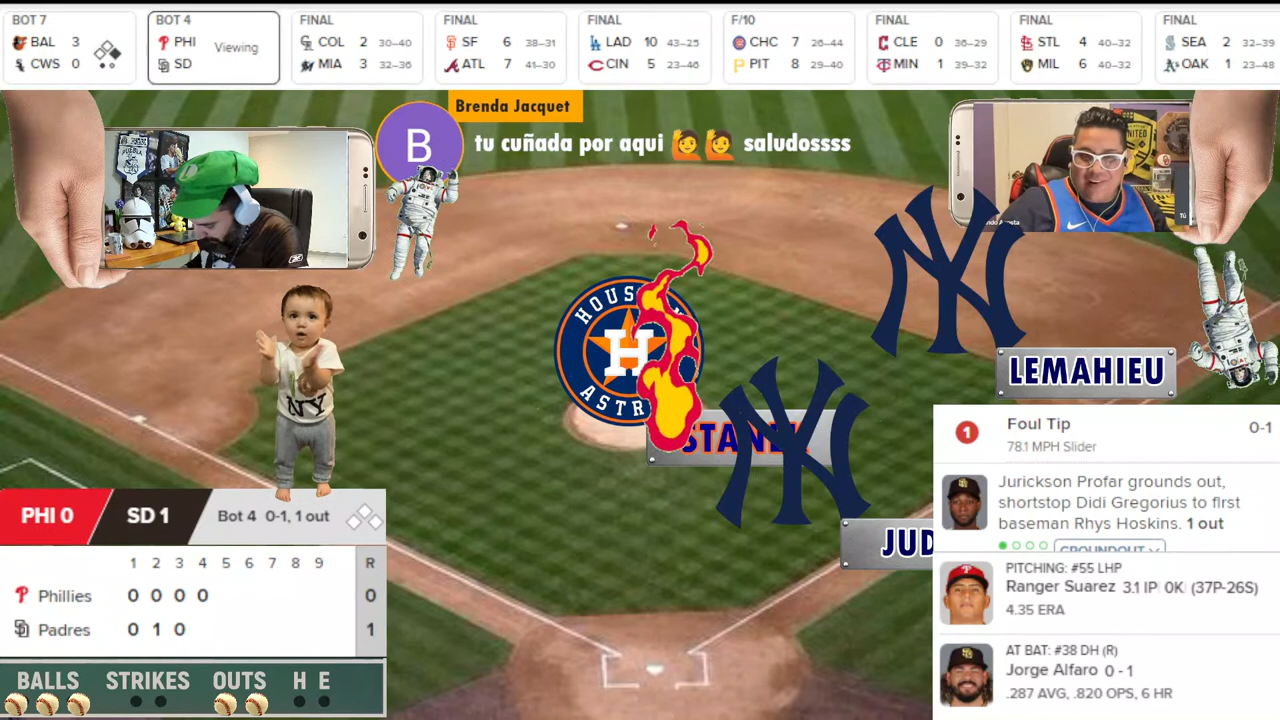 BOT 7
BAL 3
CWS 0
BOT 4
PHI
SD
Viewing
FINAL
COL 2 30-40
MIA 3 32-36
FINAL
SF 6 38-31
ATL 7 41-30
FINAL
LAD 10 43-25
CIN 5 23-46
F/10
CHC 7 26-44
PIT 8 29-40
FINAL
CLE 0 36-29
MIN 1 39-32
FINAL
STL 4 40-32
MIL 6 40-32
FINAL
SEA 2 32-39
OAK 1 23-48
Brenda Jacquet
B
tu cuñada por aqui 🙋🙋 saludossss
Tú
HOUS
H
ASTR
NY
NY
LEMAHIEU
STAN
JUD
NY
1 Foul Tip 0-1
78.1 MPH Slider
Jurickson Profar grounds out,
shortstop Didi Gregorius to first
baseman Rhys Hoskins. 1 out
GROUNDOUT
PITCHING: #55 LHP
Ranger Suarez 3.1 IP 0K (37P-26S)
4.35 ERA
AT BAT: #38 DH (R)
Jorge Alfaro 0-1
.287 AVG, .820 OPS, 6 HR
PHI 0 SD 1 Bot 4 0-1, 1 out
1 2 3 4 5 6 7 8 9 R
Phillies 0 0 0 0 0
Padres 0 1 0 1
BALLS STRIKES OUTS H E